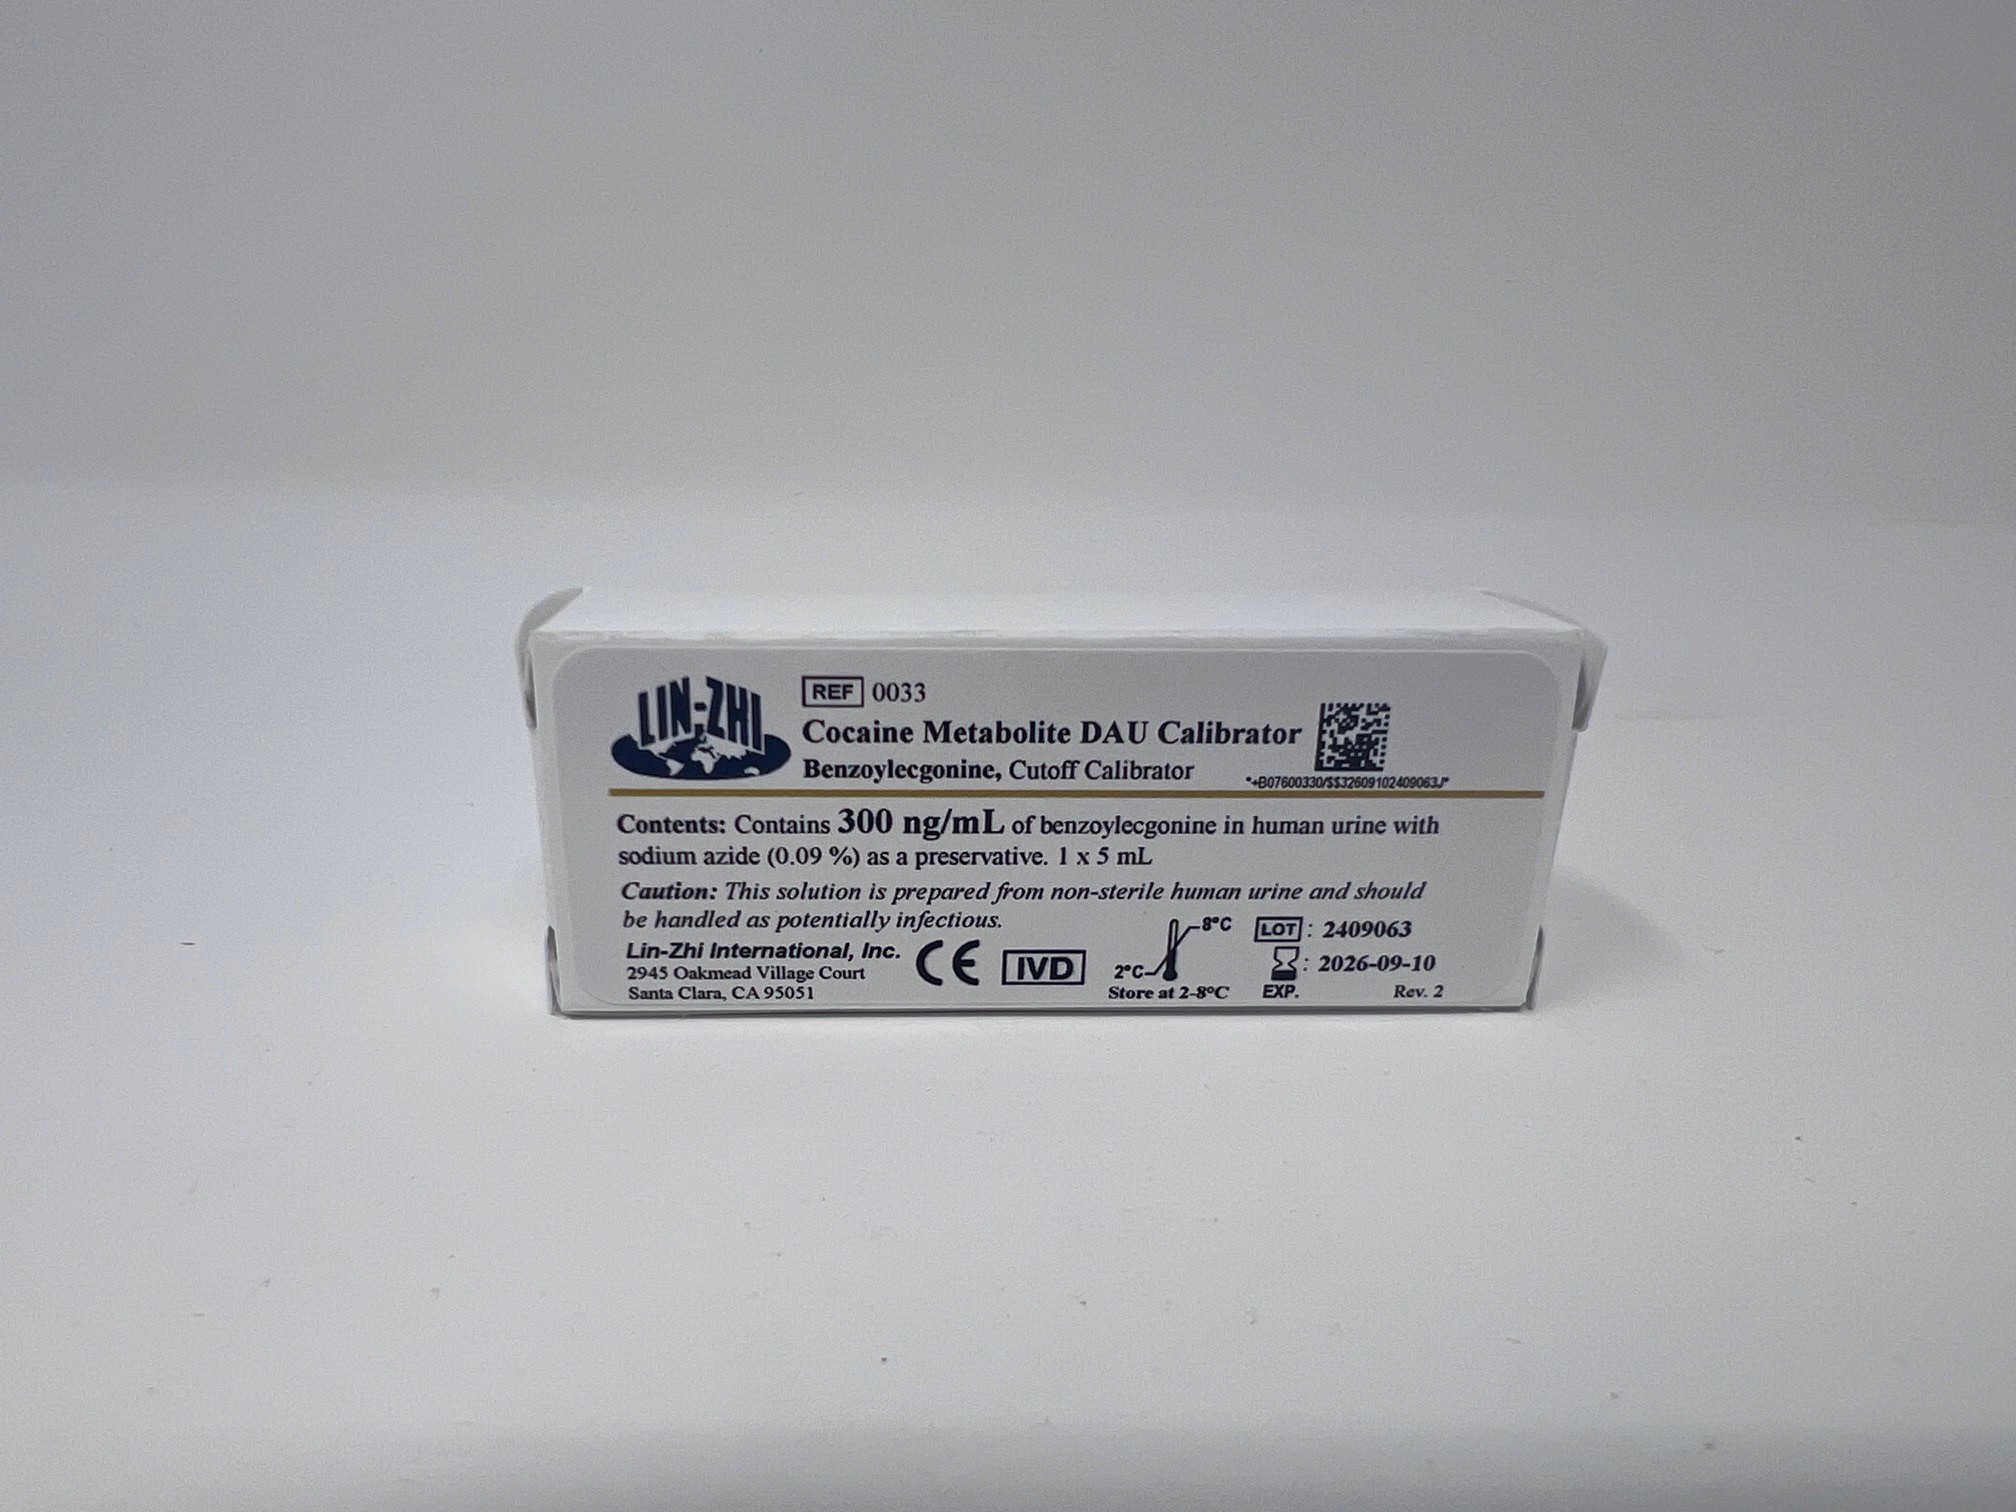 LIN-ZHI
REF 0033
Cocaine Metabolite DAU Calibrator
Benzoylecgonine, Cutoff Calibrator
*+B07600330/$$32609102409063J*
Contents: Contains 300 ng/mL of benzoylecgonine in human urine with
sodium azide (0.09 %) as a preservative. 1 x 5 mL
Caution: This solution is prepared from non-sterile human urine and should
be handled as potentially infectious.
Lin-Zhi International, Inc.
2945 Oakmead Village Court
Santa Clara, CA 95051
CE
IVD
8°C
2°C
Store at 2-8°C
LOT : 2409063
: 2026-09-10
EXP.
Rev. 2